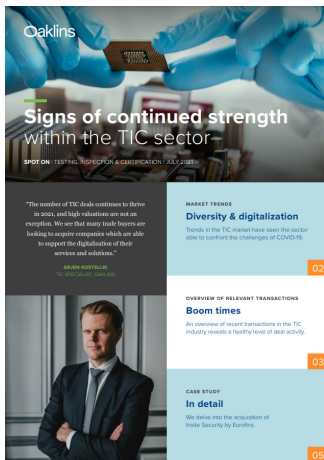 Oaklins
Signs of continued strength
within the TIC sector
SPOT ON | TESTING, INSPECTION & CERTIFICATION | JULY 2021
"The number of TIC deals continues to thrive
in 2021, and high valuations are not an
exception. We see that many trade buyers are
looking to acquire companies which are able
to support the digitalization of their
services and solutions."
ARJEN KOSTELIJK
TIC SPECIALIST, OAKLINS
MARKET TRENDS
Diversity & digitalization
Trends in the TIC market have seen the sector
able to confront the challenges of COVID-19.
02
OVERVIEW OF RELEVANT TRANSACTIONS
Boom times
An overview of recent transactions in the TIC
industry reveals a healthy level of deal activity.
03
CASE STUDY
In detail
We delve into the acquisition of
Insite Security by Eurofins.
05